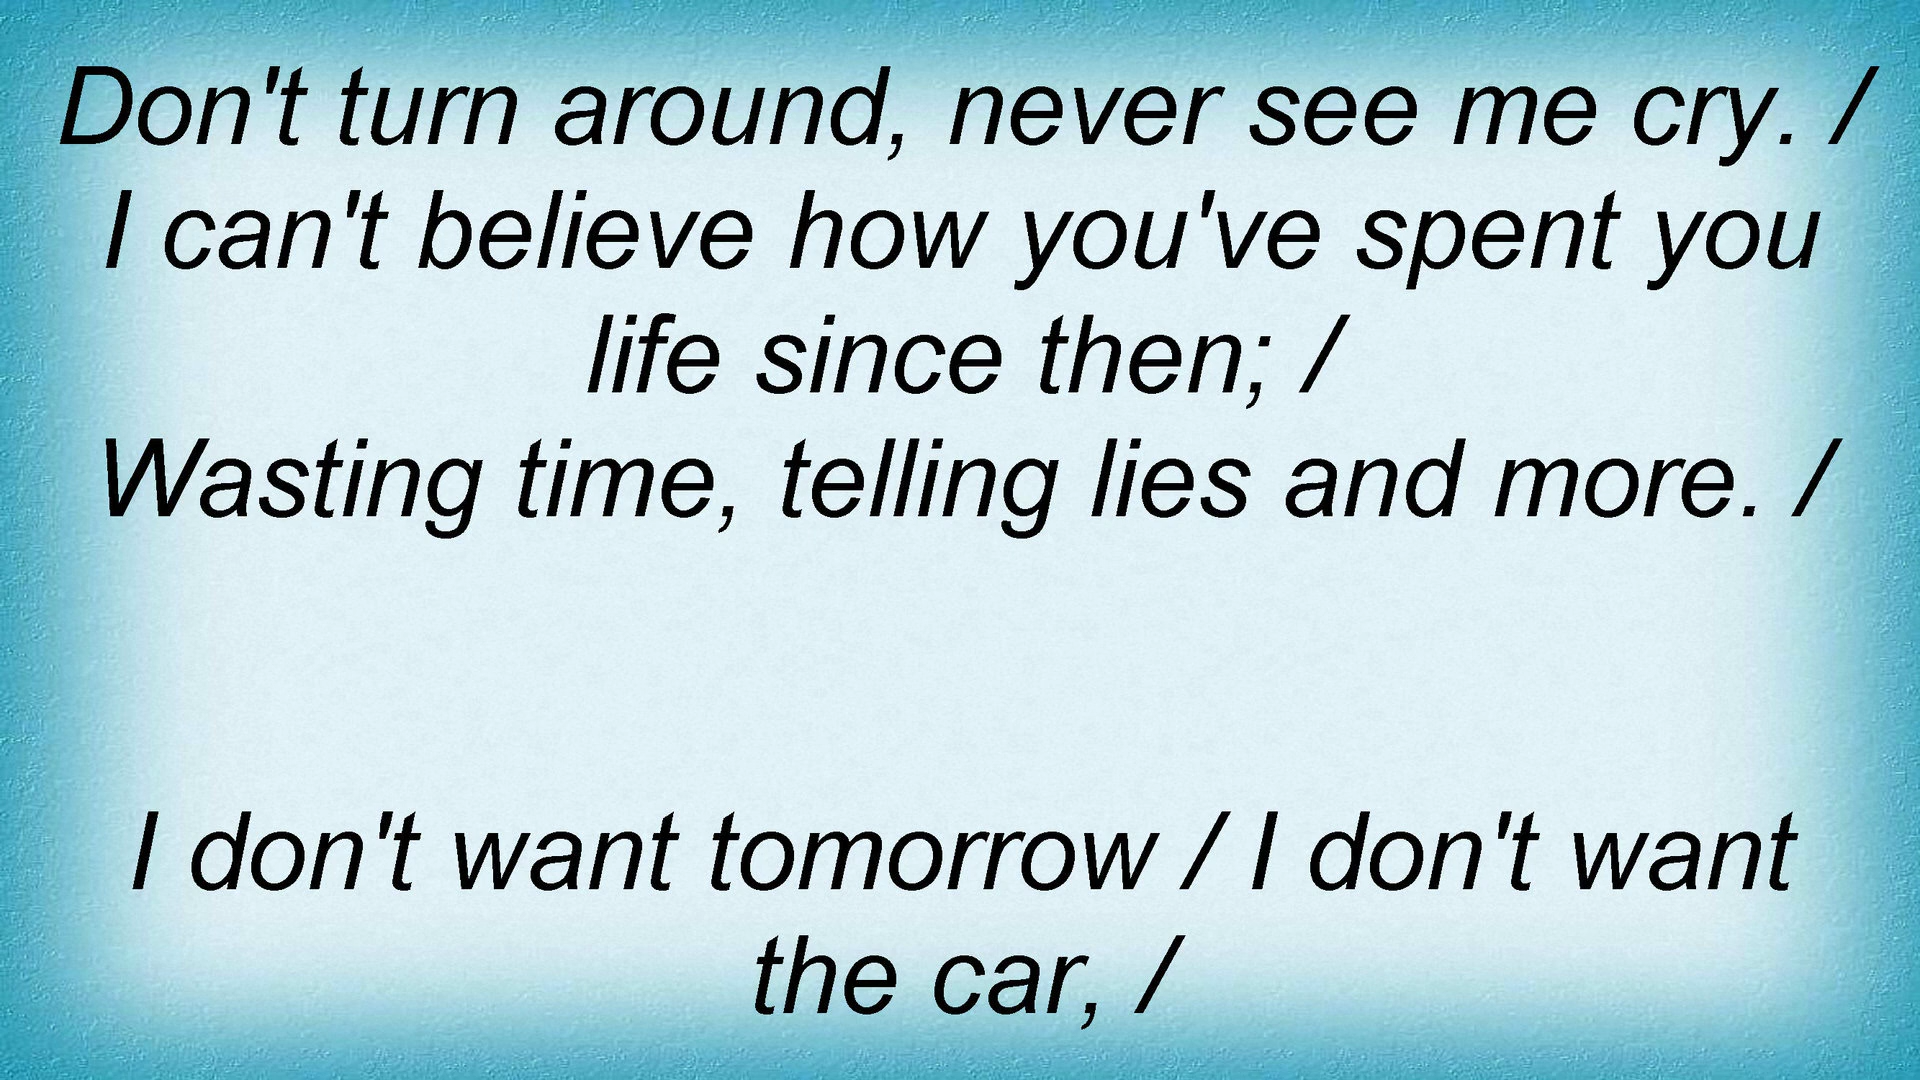 Don't turn around, never see me cry. /
I can't believe how you've spent you
life since then; /
Wasting time, telling lies and more. /
I don't want tomorrow / I don't want
the car, /